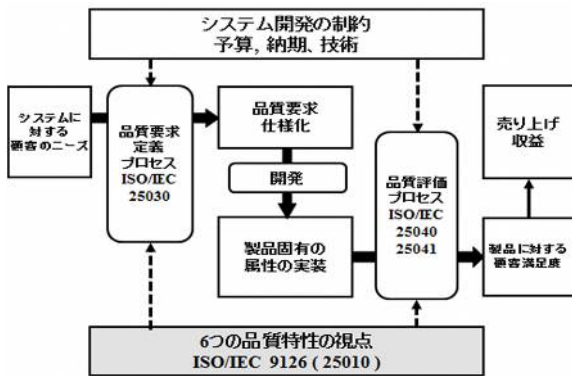 システム開発の制約
予算, 納期、技術
システムに
対する
顧客のニーズ
品質要求
定義
プロセス
ISO/IEC
25030
品質要求
仕様化
開発
製品固有の
属性の実装
品質評価
プロセス
ISO/IEC
25040
25041
売り上げ
収益
製品に対する
顧客満足度
6つの品質特性の視点
ISO/IEC 9126 ( 25010 )